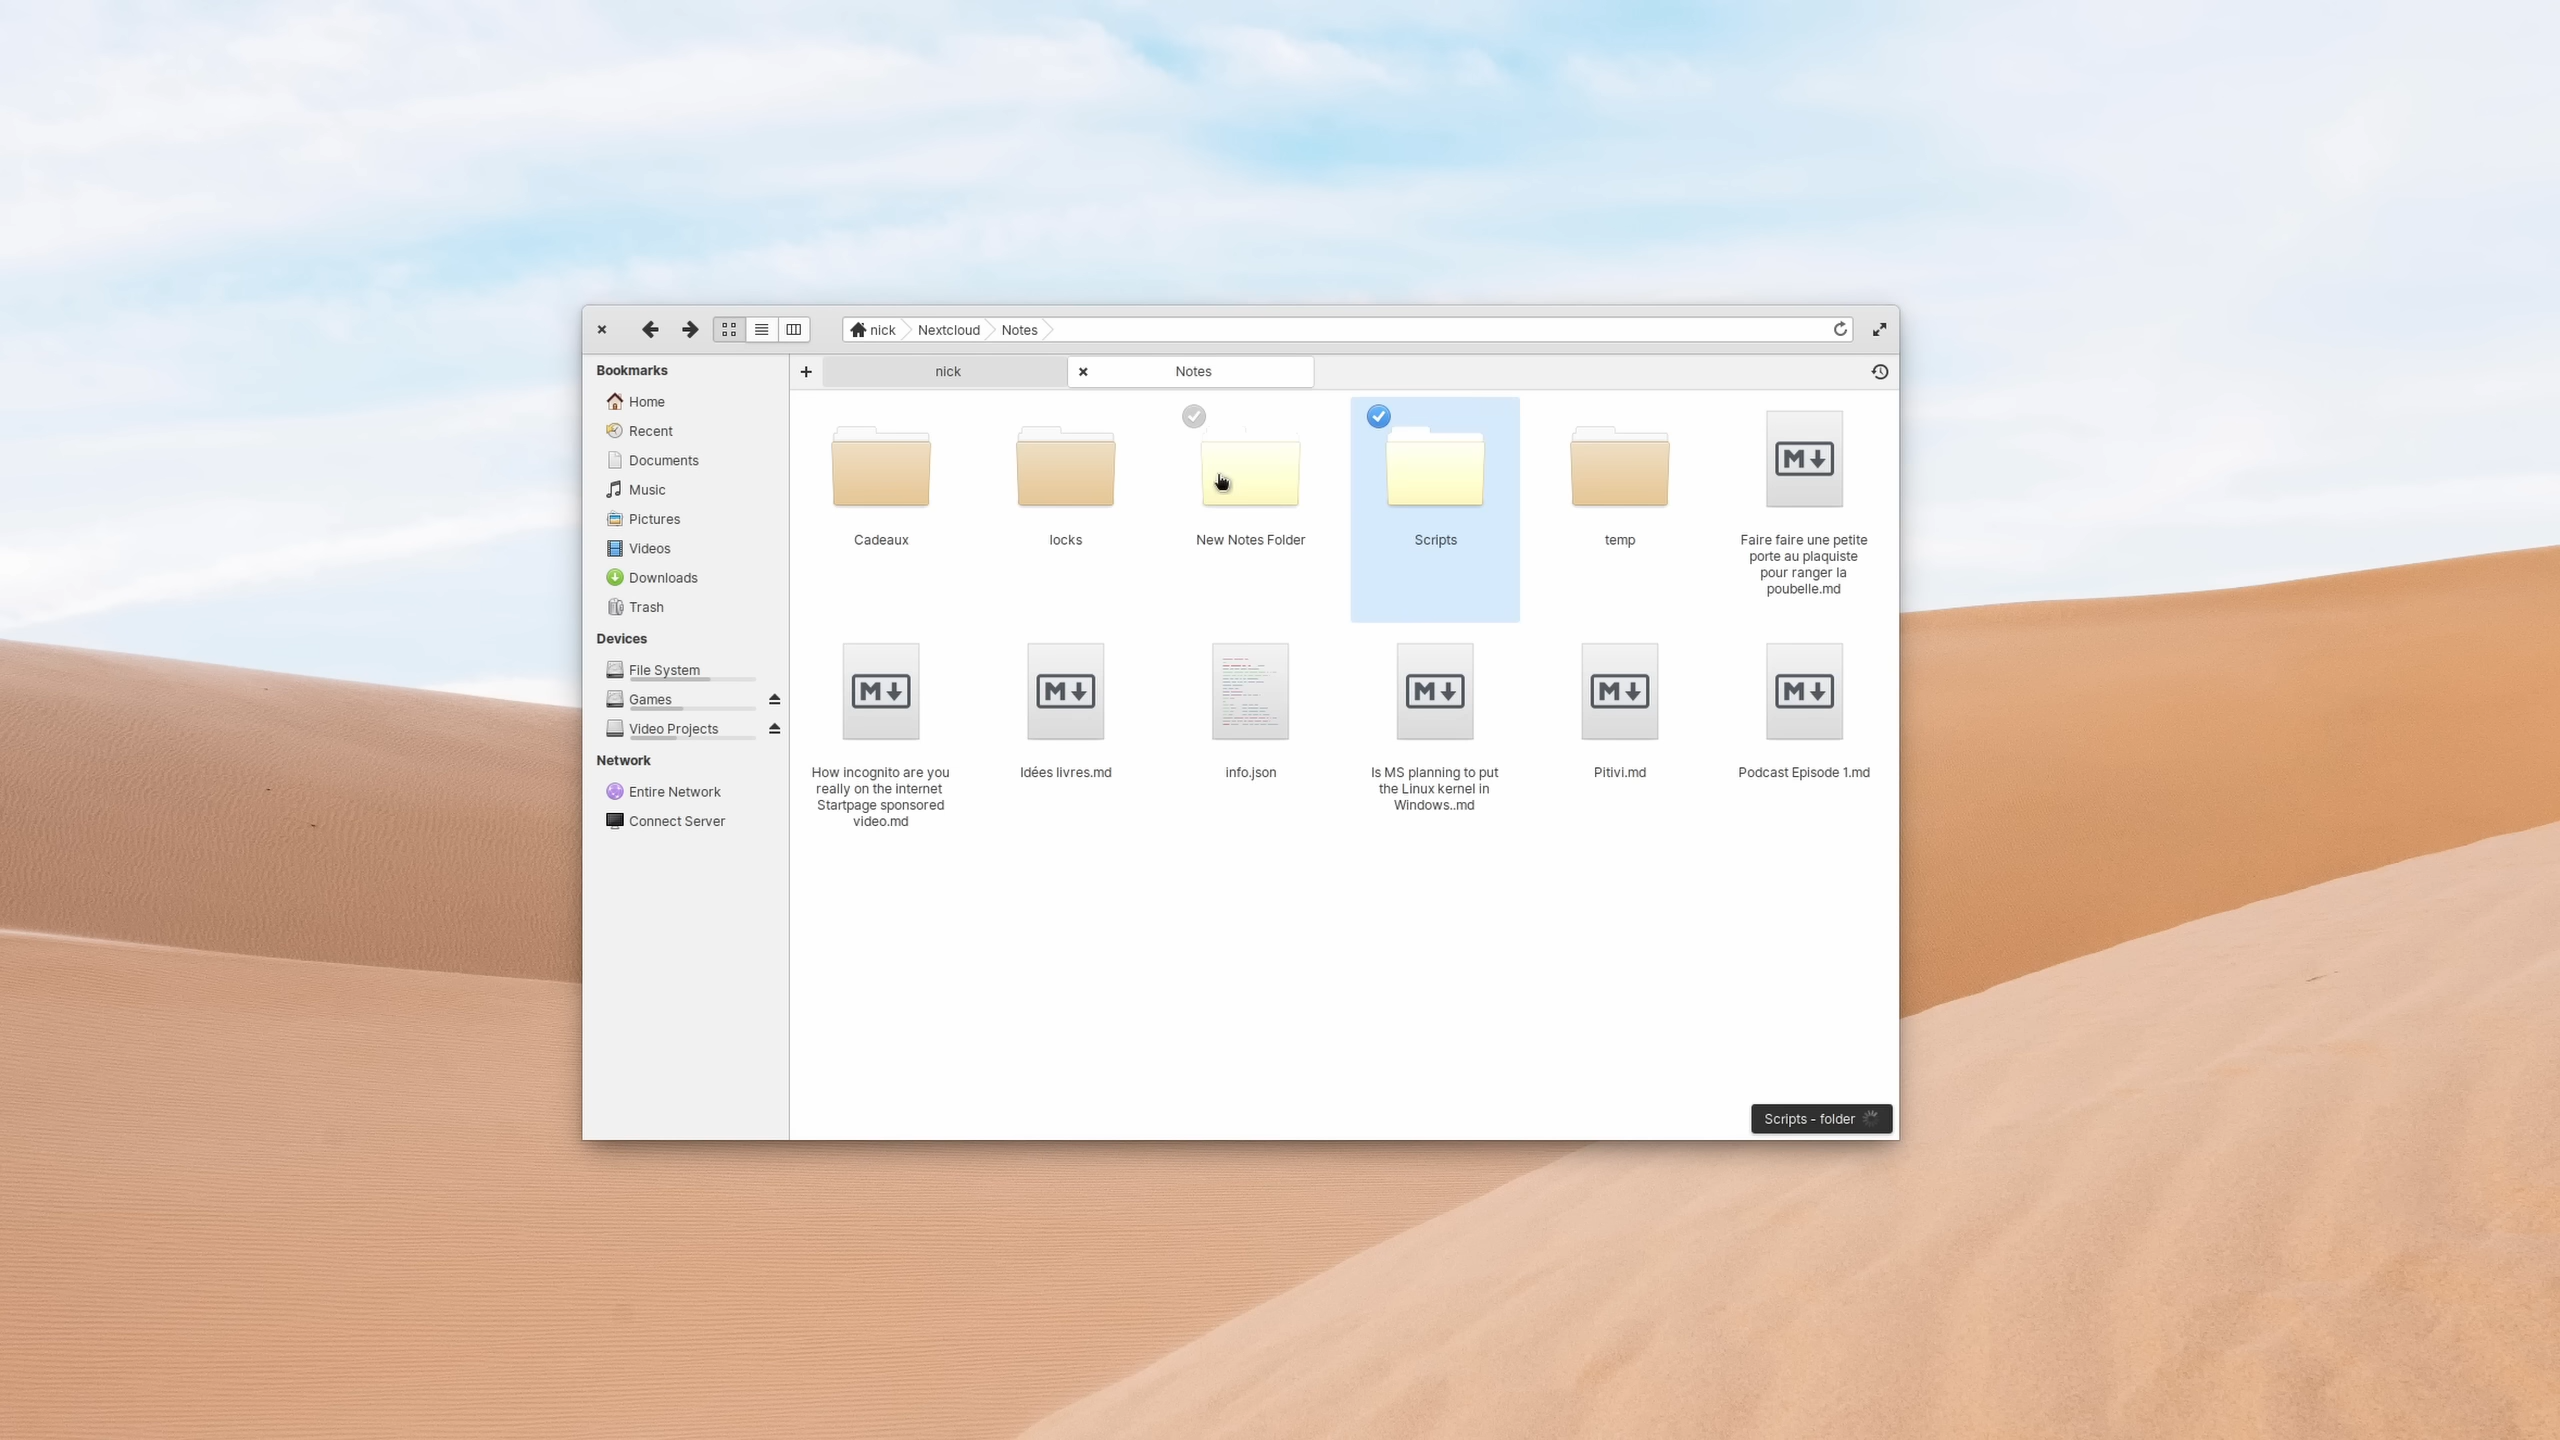 nick Nextcloud Notes
Bookmarks
Home
Recent
Documents
Music
Pictures
Videos
Downloads
Trash
Devices
File System
Games
Video Projects
Network
Entire Network
Connect Server
nick
Notes
Cadeaux
locks
New Notes Folder
Scripts
temp
Faire faire une petite
porte au plaquiste
pour ranger la
poubelle.md
How incognito are you
really on the internet
Startpage sponsored
video.md
Idées livres.md
info.json
Is MS planning to put
the Linux kernel in
Windows..md
Pitivi.md
Podcast Episode 1.md
M
M
M
M
M
M
Scripts - folder